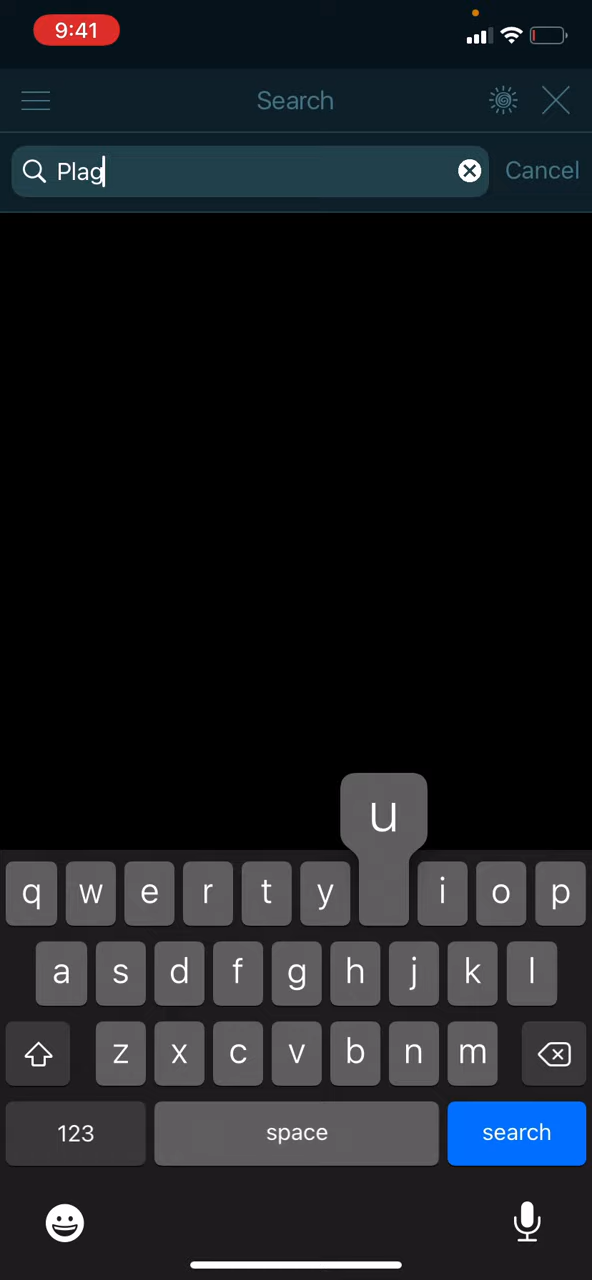 9:41
Search
Plag
Cancel
u
q w e r t y i o p
a s d f g h j k l
z x c v b n m
123 space search